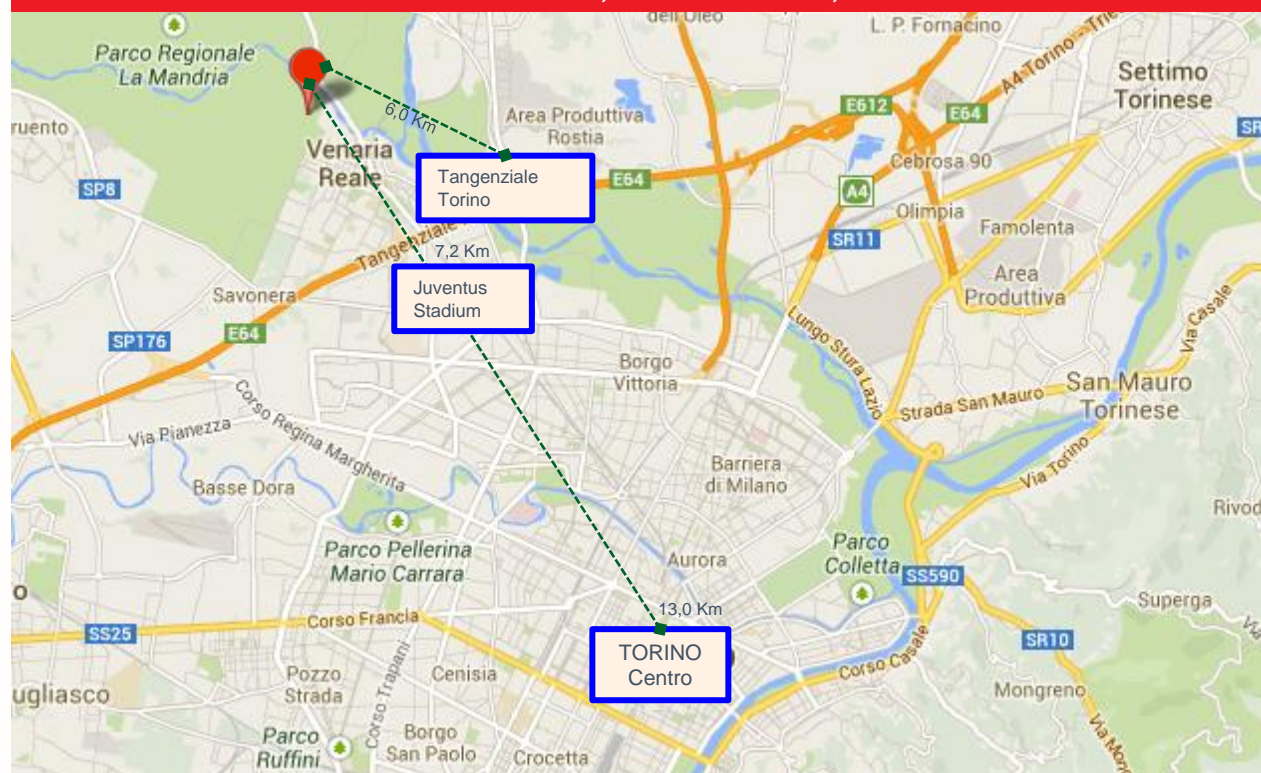 dell'Oleo
L. P. Fornacino
Parco Regionale
La Mandria
A4-Torino - Trie
Settimo
Torinese
6,0 Km
Area Produttiva
Rostia
E612
E64
SR
ruento
Venaria
Reale
Tangenziale
Torino
E64
Cebrosa 90
SP8
A4
Olimpia
Famolenta
SR11
Tangenziale
7,2 Km
Juventus
Stadium
Area
Produttiva
Savonera
Lungo Stura Lazio
Via Casale
SP176
E64
Borgo
Vittoria
San Mauro
Torinese
Corso Regina Margherita
Strada San Mauro
Via Pianezza
Barriera
di Milano
Via Torino
Basse Dora
Rivod
Parco Pellerina
Mario Carrara
Aurora
Parco
Colletta
SS590
o
13,0 Km
Superga
Via
SS25
Corso Francia
TORINO
Centro
SR10
Corso Casale
Pozzo
Strada
Corso Trapani
Cenisia
Mongreno
ugliasco
Via Mon
Parco
Ruffini
Borgo
San Paolo
Crocetta